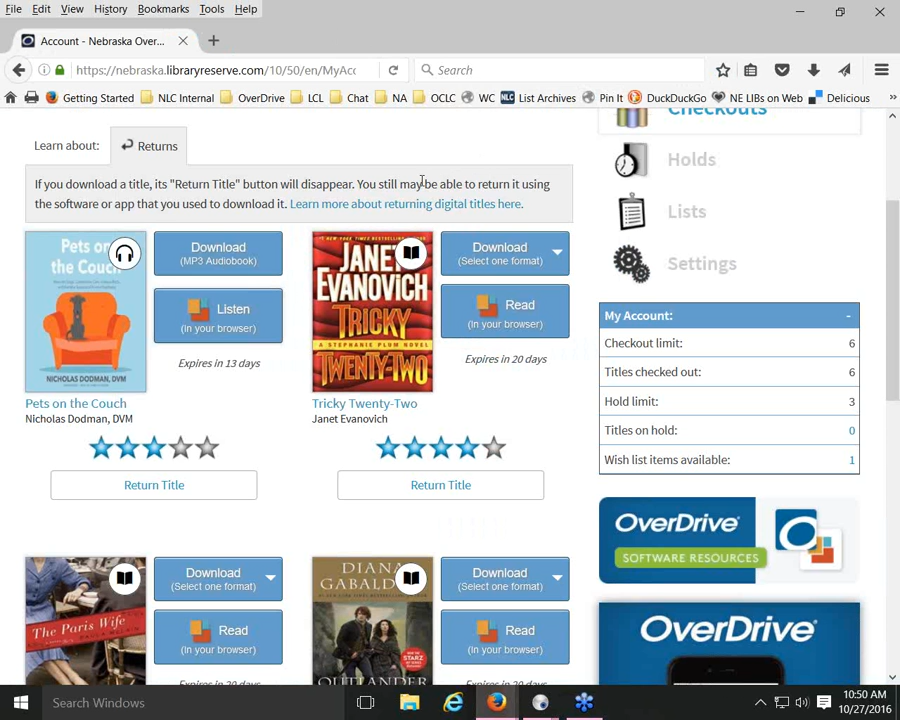 File Edit View History Bookmarks Tools Help
Account - Nebraska Over...
https://nebraska.libraryreserve.com/10/50/en/MyAcc
Search
Getting Started NLC Internal OverDrive LCL Chat NA OCLC WC NLC List Archives Pin It DuckDuckGo NE LIBs on Web Delicious
Checkouts
Learn about: Returns
Holds
If you download a title, its "Return Title" button will disappear. You still may be able to return it using
the software or app that you used to download it. Learn more about returning digital titles here.
Lists
Settings
Pets on
the Couch
NICHOLAS DODMAN, DVM
Download
(MP3 Audiobook)
Listen
(in your browser)
Expires in 13 days
Pets on the Couch
Nicholas Dodman, DVM
Return Title
JANET
EVANOVICH
TRICKY
A STEPHANIE PLUM NOVEL
TWENTY-TWO
Download
(Select one format)
Read
(in your browser)
Expires in 20 days
Tricky Twenty-Two
Janet Evanovich
Return Title
My Account: -
Checkout limit: 6
Titles checked out: 6
Hold limit: 3
Titles on hold: 0
Wish list items available: 1
OverDrive
SOFTWARE RESOURCES
OverDrive
The Paris Wife
Download
(Select one format)
Read
(in your browser)
Expires in 20 days
DIANA
GABALDON
OUTLANDER
Download
(Select one format)
Read
(in your browser)
Expires in 20 days
Search Windows
10:50 AM
10/27/2016